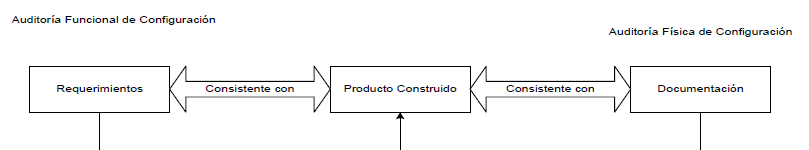 Auditoría Funcional de Configuración
Auditoría Física de Configuración
Requerimientos
Consistente con
Producto Construido
Consistente con
Documentación